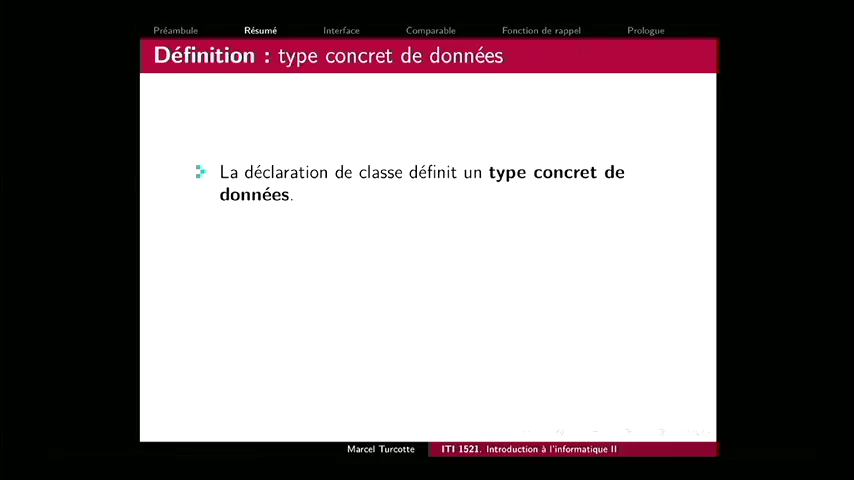 Préambule Résumé Interface Comparable Fonction de rappel Prologue
Définition : type concret de données
La déclaration de classe définit un type concret de
données.
Marcel Turcotte ITI 1521. Introduction à l'informatique II